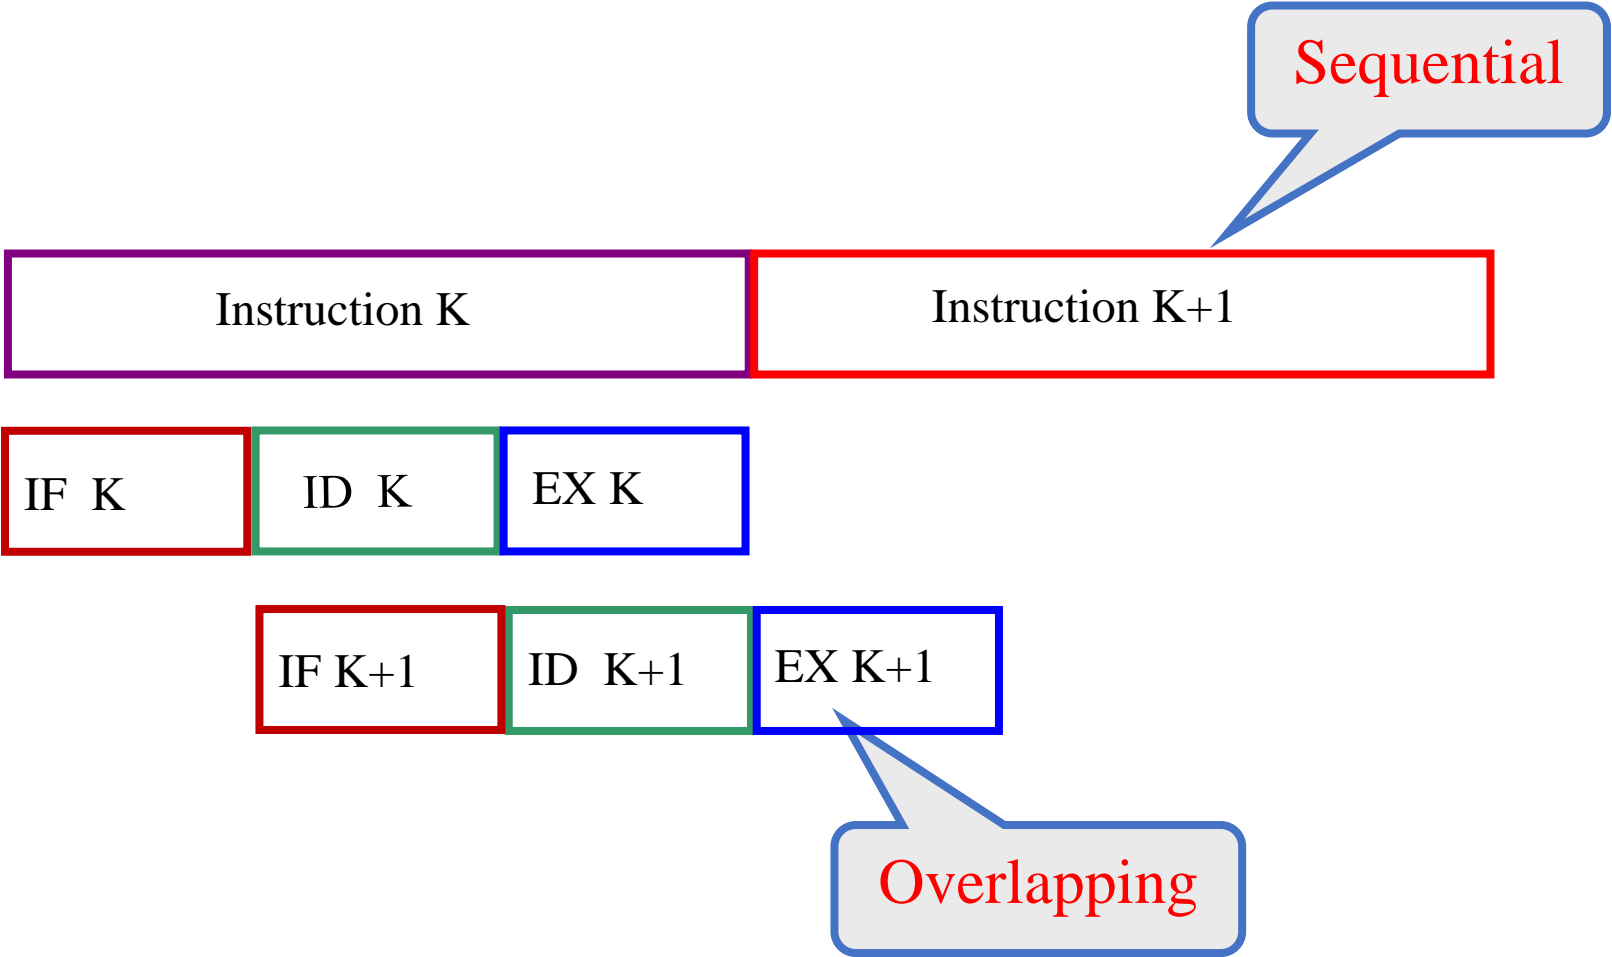 Sequential
Instruction K
Instruction K+1
IF K
ID K
EX K
IF K+1
ID K+1
EX K+1
Overlapping